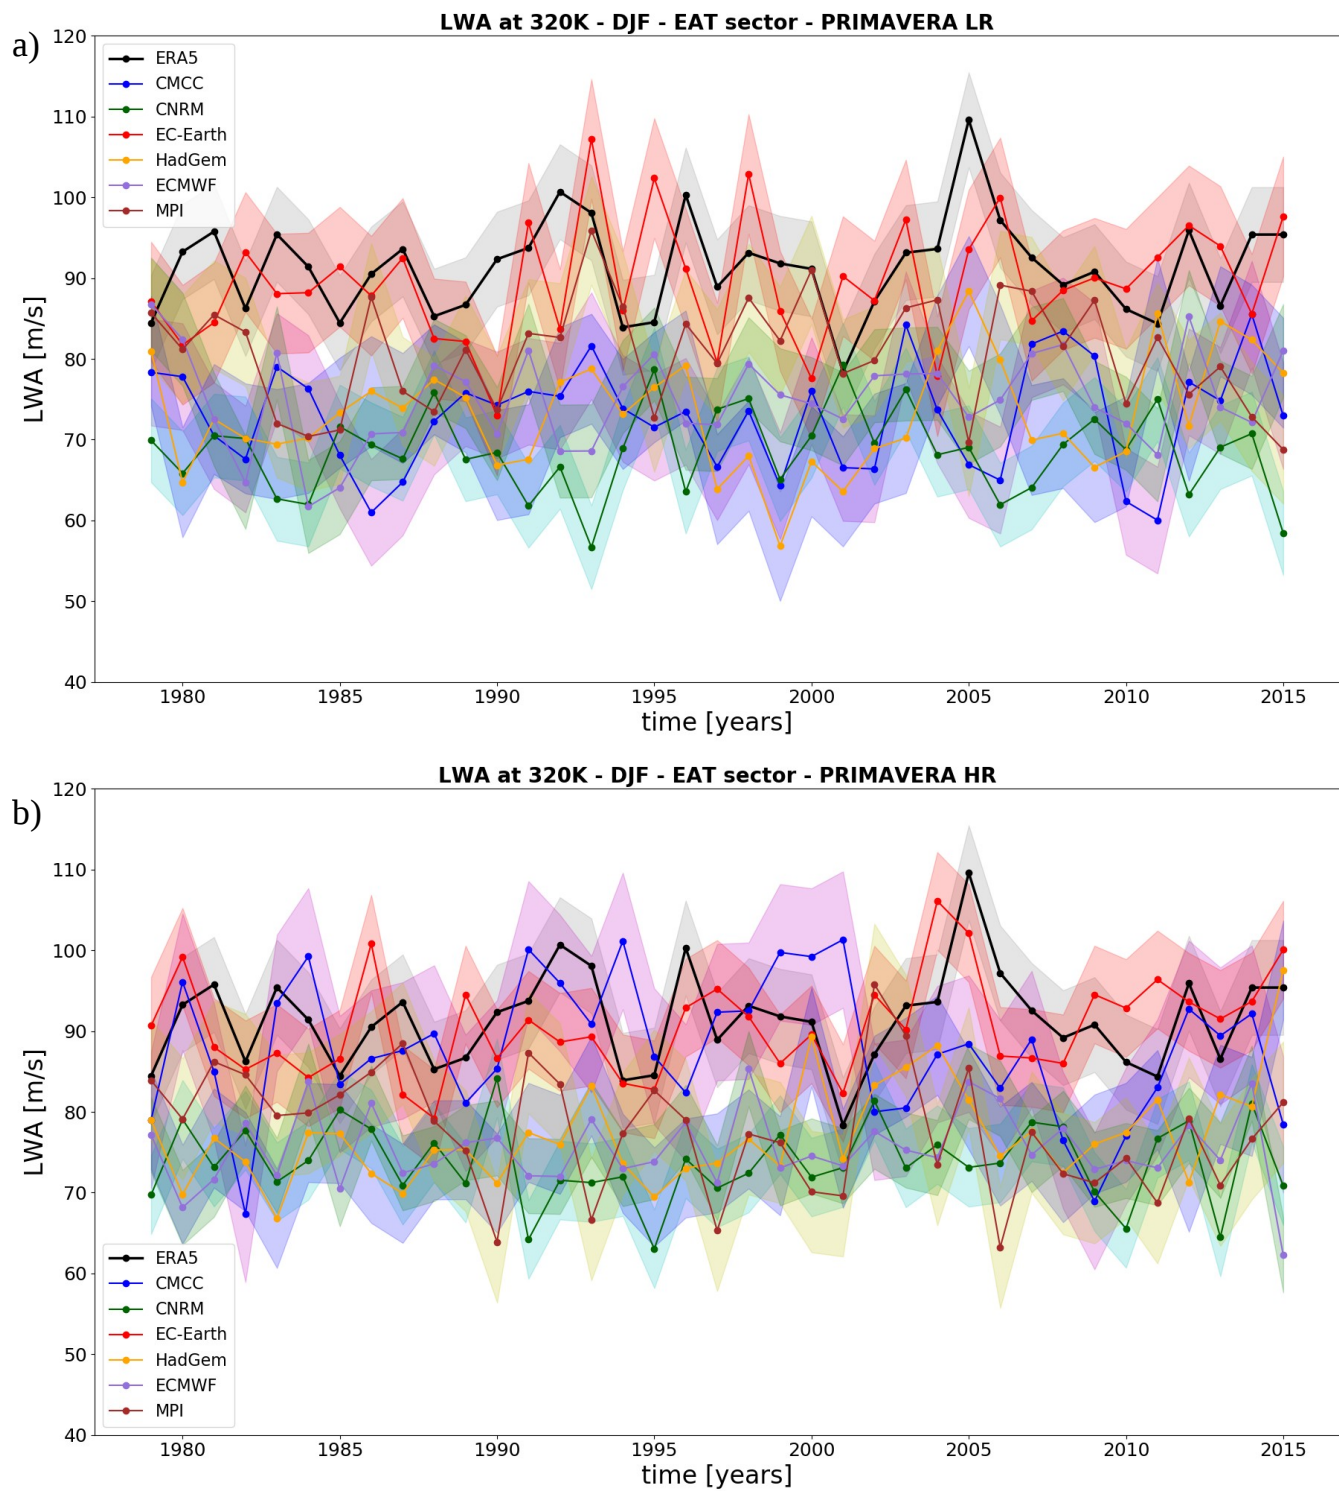 a)
LWA at 320K - DJF - EAT sector - PRIMAVERA LR
120
110
100
90
80
70
60
50
40
LWA [m/s]
ERA5
CMCC
CNRM
EC-Earth
HadGem
ECMWF
MPI
1980 1985 1990 1995 2000 2005 2010 2015
time [years]
b)
LWA at 320K - DJF - EAT sector - PRIMAVERA HR
120
110
100
90
80
70
60
50
40
LWA [m/s]
ERA5
CMCC
CNRM
EC-Earth
HadGem
ECMWF
MPI
1980 1985 1990 1995 2000 2005 2010 2015
time [years]